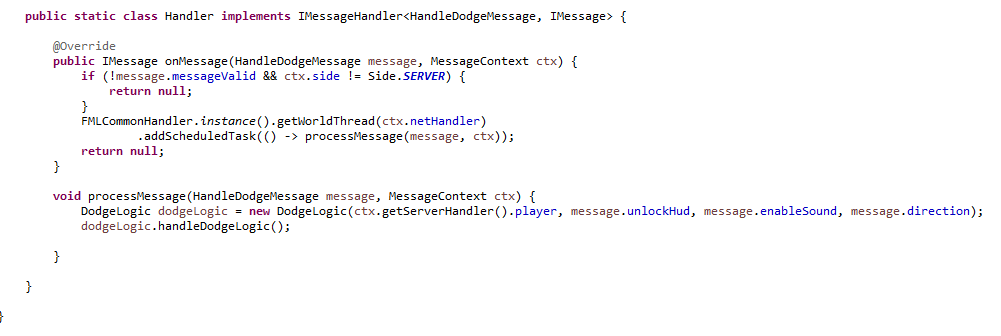 public static class Handler implements IMessageHandler<HandleDodgeMessage, IMessage> {
@Override
public IMessage onMessage(HandleDodgeMessage message, MessageContext ctx) {
if (!message.messageValid && ctx.side != Side.SERVER) {
return null;
}
FMLCommonHandler.instance().getWorldThread(ctx.netHandler)
.addScheduledTask(() -> processMessage(message, ctx));
return null;
}
void processMessage(HandleDodgeMessage message, MessageContext ctx) {
DodgeLogic dodgeLogic = new DodgeLogic(ctx.getServerHandler().player, message.unlockHud, message.enableSound, message.direction);
dodgeLogic.handleDodgeLogic();
}
}
}